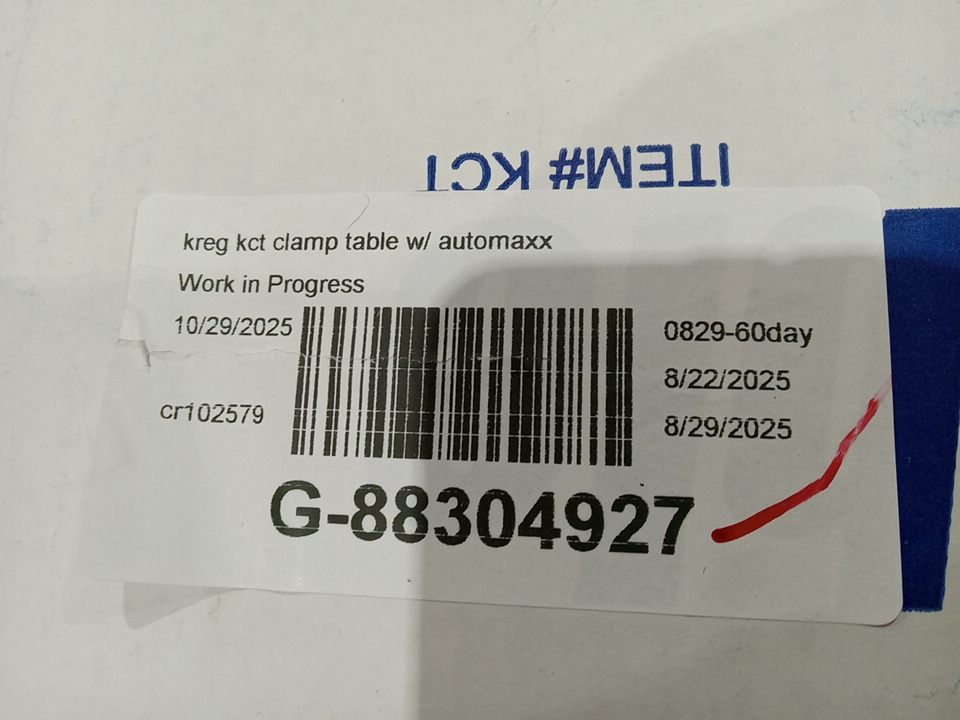 ITEM# KCT
kreg kct clamp table w/ automaxx
Work in Progress
10/29/2025
0829-60day
8/22/2025
cr102579
8/29/2025
G-88304927